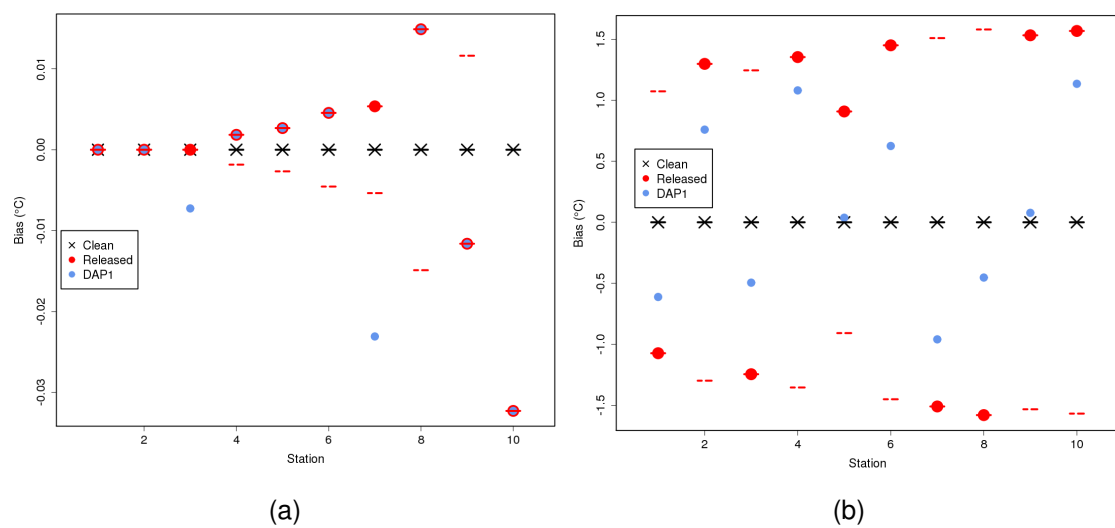 0.01
0.00
-0.01
-0.02
-0.03
Bias (°C)
Clean
Released
DAP1
2
4
6
8
10
Station
(a)
1.5
1.0
0.5
0.0
-0.5
-1.0
-1.5
Bias (°C)
Clean
Released
DAP1
2
4
6
8
10
Station
(b)